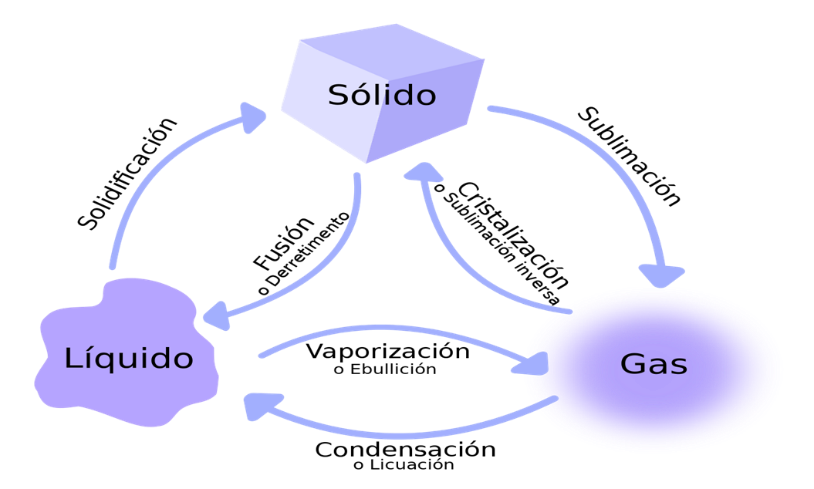 Sólido
Solidificación
Sublimación
Fusión
o Derretimento
Cristalización
o Sublimación inversa
Líquido
Vaporización
o Ebullición
Gas
Condensación
o Licuación